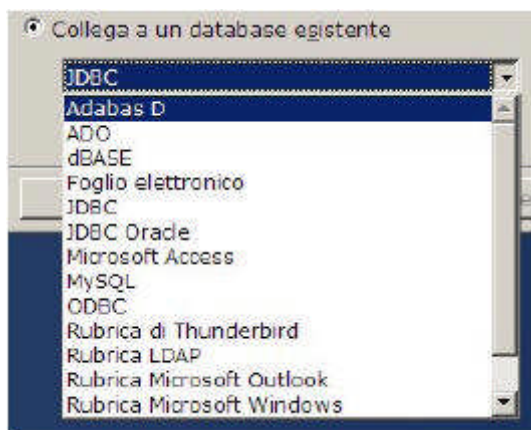 Collega a un database esistente
JDBC
Adabas D
ADO
dBASE
Foglio elettronico
JDBC
JDBC Oracle
Microsoft Access
MySQL
ODBC
Rubrica di Thunderbird
Rubrica LDAP
Rubrica Microsoft Outlook
Rubrica Microsoft Windows